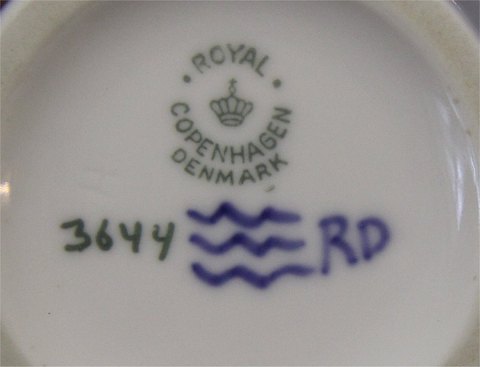 ROYAL
COPENHAGEN
DENMARK
3644 RD